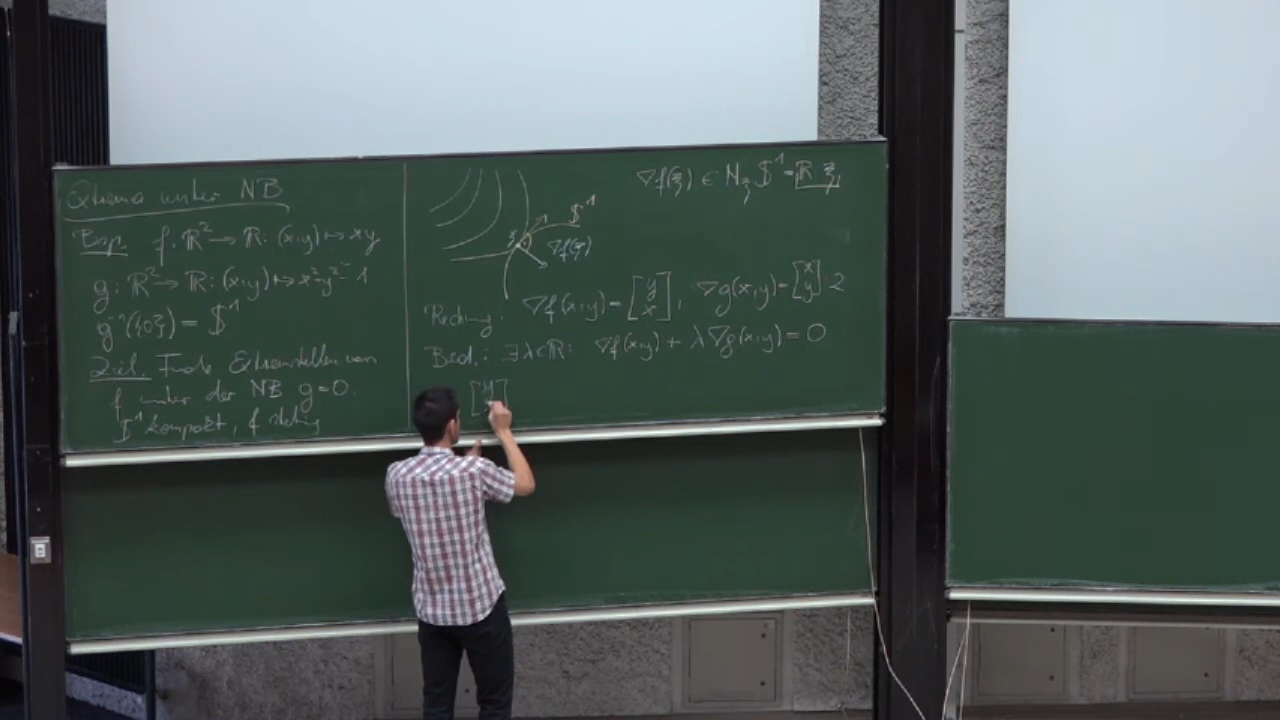 Extrema unter NB
Bsp. f: ℝ² → ℝ: (x,y) ↦ xy
g: ℝ² → ℝ: (x,y) ↦ x²+y²-1
g⁻¹({0}) = 𝕊¹
Ziel. Finde Extremstellen von
f unter der NB g=0.
𝕊¹ kompakt, f stetig
𝕊¹
ξ
∇f(ξ)
∇f(ξ) ∈ N_ξ 𝕊¹ = ℝ ξ
Rechnung: ∇f(x,y) = [y x], ∇g(x,y) = [x y]·2
Bed.: ∃λ∈ℝ: ∇f(x,y) + λ∇g(x,y) = 0
[y